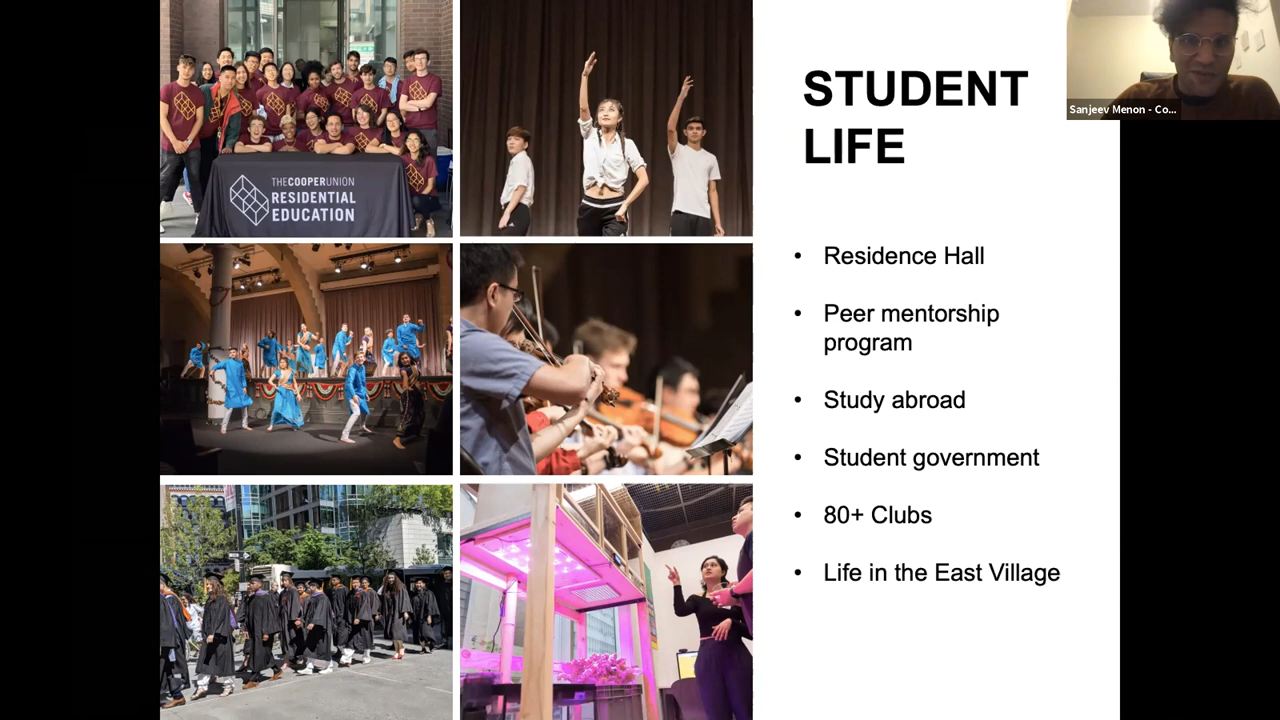 STUDENT
LIFE
Sanjeev Menon - Co...
THECOOPERUNION
RESIDENTIAL
EDUCATION
• Residence Hall
• Peer mentorship
program
• Study abroad
• Student government
• 80+ Clubs
• Life in the East Village